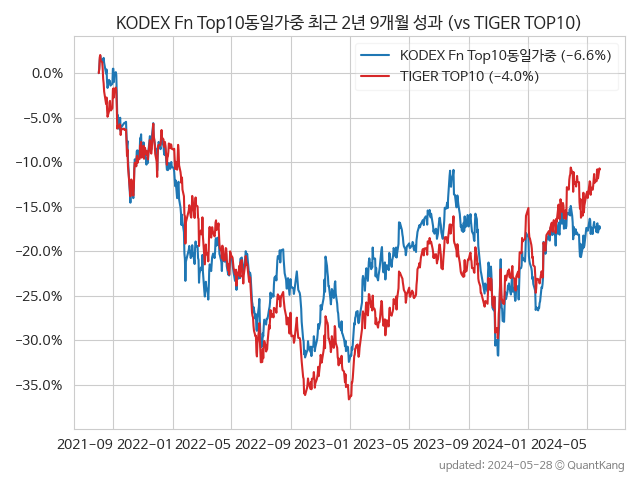 KODEX Fn Top10동일가중 최근 2년 9개월 성과 (vs TIGER TOP10)
KODEX Fn Top10동일가중 (−6.6%)
TIGER TOP10 (−4.0%)
0.0%
−5.0%
−10.0%
−15.0%
−20.0%
−25.0%
−30.0%
−35.0%
2021-09 2022-01 2022-05 2022-09 2023-01 2023-05 2023-09 2024-01 2024-05
updated: 2024-05-28 © QuantKang